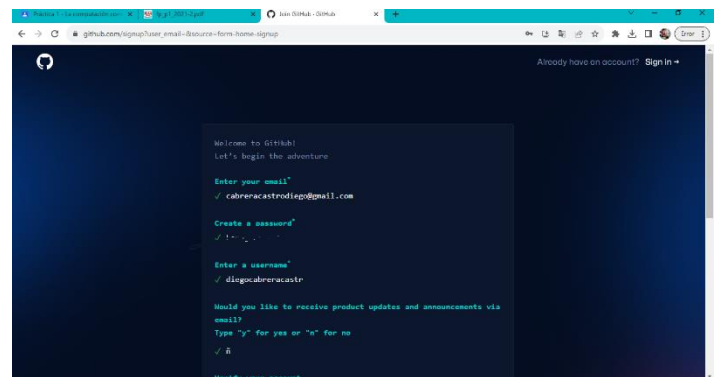 Práctica 1 - La computación com
fp_p1_2023-2.pdf
Join GitHub · GitHub
github.com/signup?user_email=&source=form-home-signup
Error
Already have an account? Sign in →
Welcome to GitHub!
Let's begin the adventure
Enter your email*
✓ cabreracastrodiego@gmail.com
Create a password*
Enter a username*
✓ diegocabreracastr
Would you like to receive product updates and announcements via
email?
Type "y" for yes or "n" for no
✓ ñ